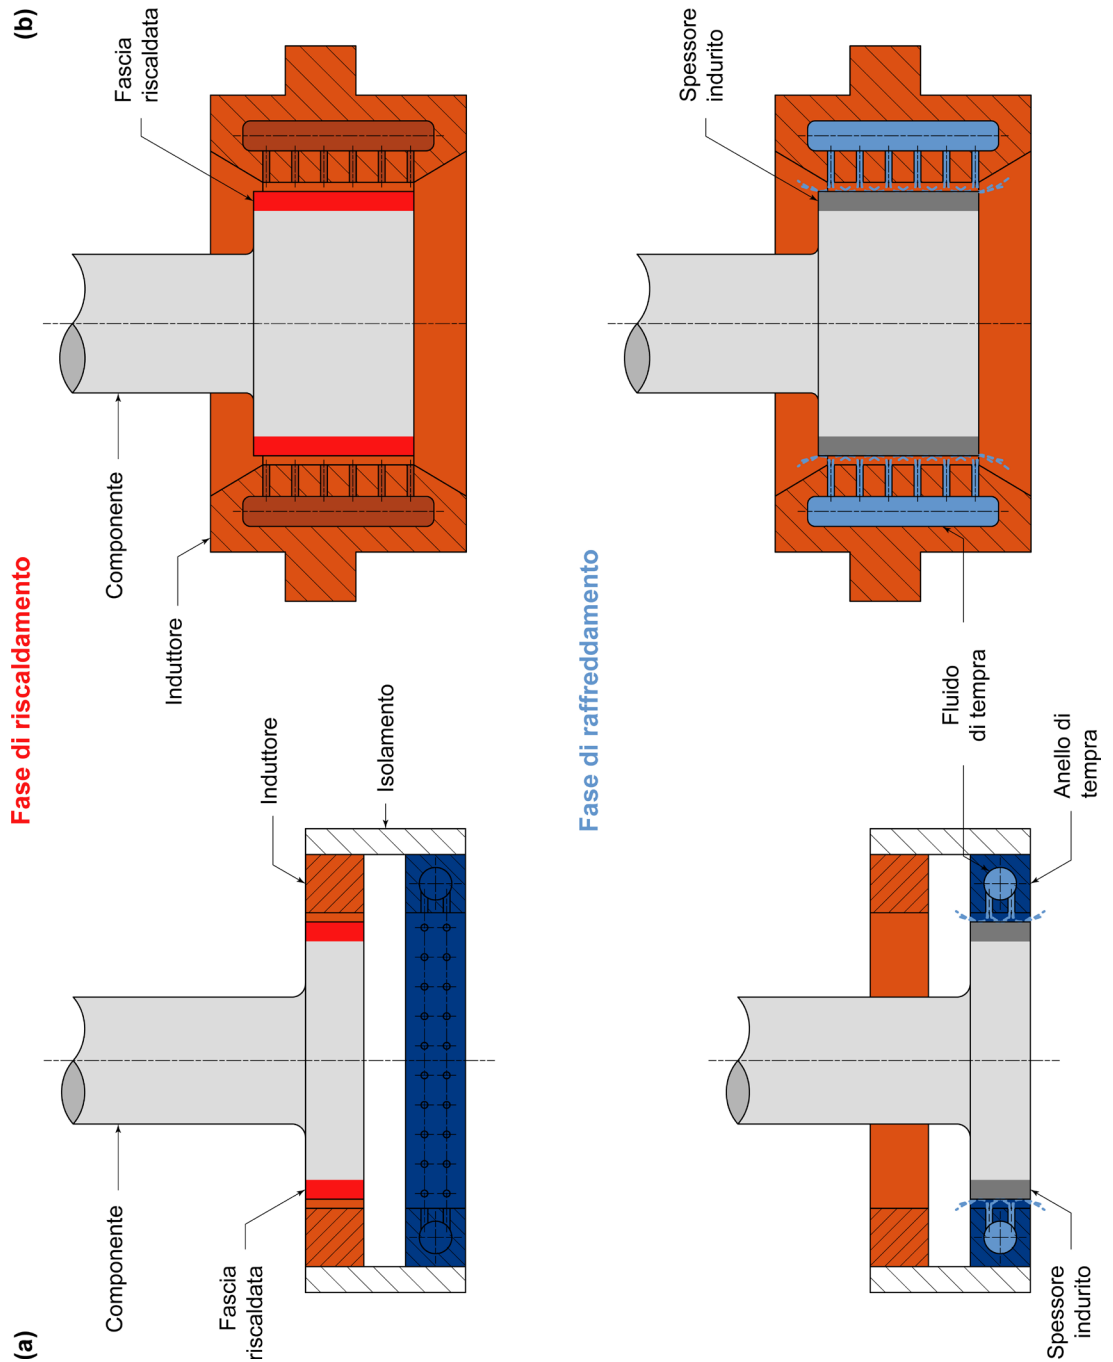 (a)
(b)
Fase di riscaldamento
Componente
Fascia
riscaldata
Induttore
Isolamento
Induttore
Componente
Fascia
riscaldata
Fase di raffreddamento
Spessore
indurito
Anello di
tempra
Fluido
di tempra
Spessore
indurito